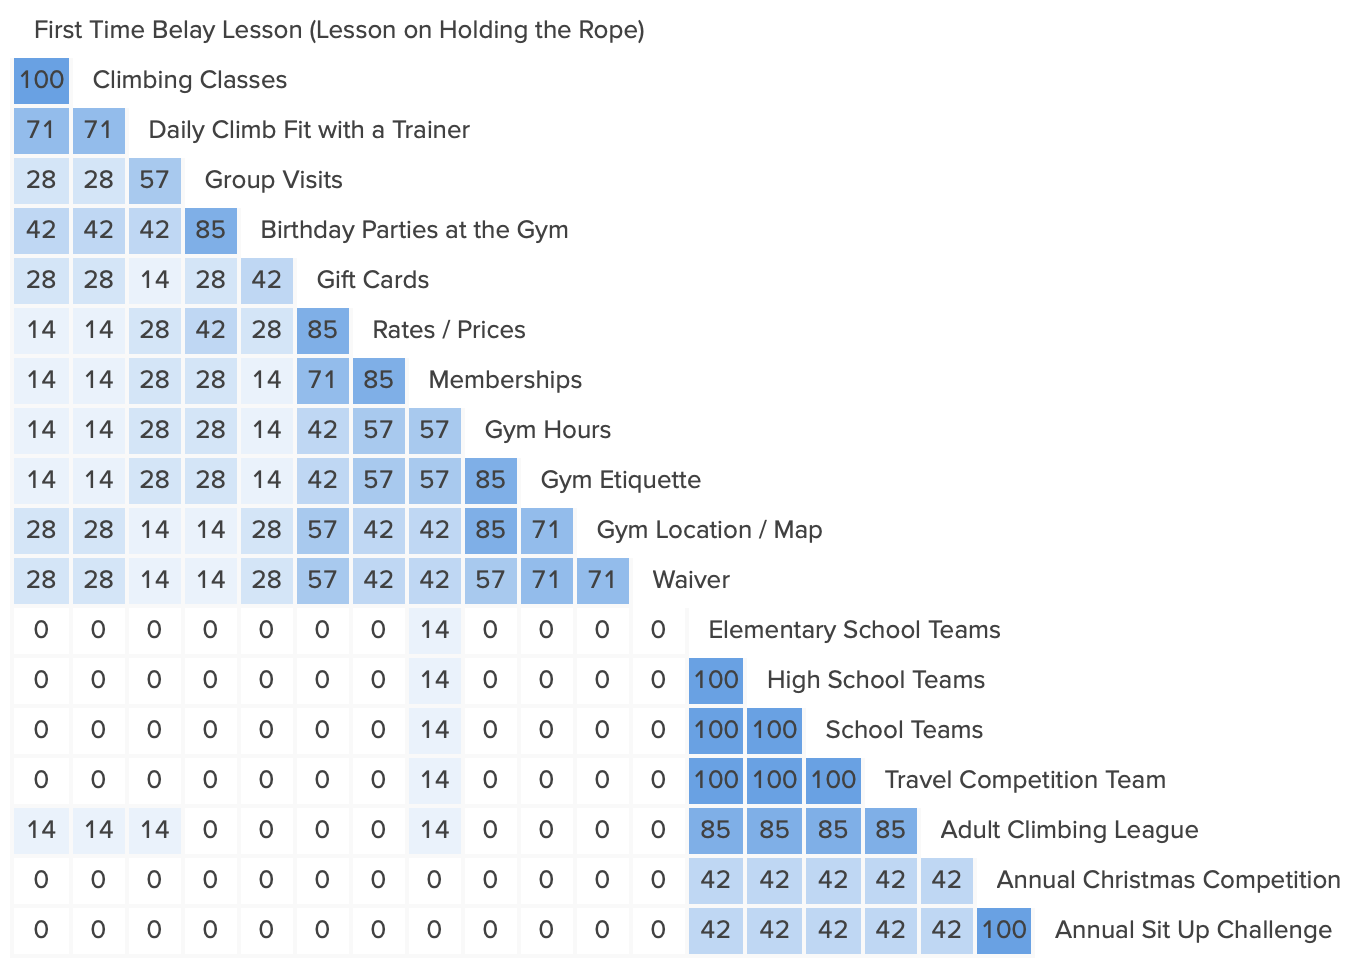 First Time Belay Lesson (Lesson on Holding the Rope)
100 Climbing Classes
71 71 Daily Climb Fit with a Trainer
28 28 57 Group Visits
42 42 42 85 Birthday Parties at the Gym
28 28 14 28 42 Gift Cards
14 14 28 42 28 85 Rates / Prices
14 14 28 28 14 71 85 Memberships
14 14 28 28 14 42 57 57 Gym Hours
14 14 28 28 14 42 57 57 85 Gym Etiquette
28 28 14 14 28 57 42 42 85 71 Gym Location / Map
28 28 14 14 28 57 42 42 57 71 71 Waiver
0 0 0 0 0 0 0 14 0 0 0 0 Elementary School Teams
0 0 0 0 0 0 0 14 0 0 0 0 100 High School Teams
0 0 0 0 0 0 0 14 0 0 0 0 100 100 School Teams
0 0 0 0 0 0 0 14 0 0 0 0 100 100 100 Travel Competition Team
14 14 14 0 0 0 0 14 0 0 0 0 85 85 85 85 Adult Climbing League
0 0 0 0 0 0 0 0 0 0 0 0 42 42 42 42 42 Annual Christmas Competition
0 0 0 0 0 0 0 0 0 0 0 0 42 42 42 42 42 100 Annual Sit Up Challenge